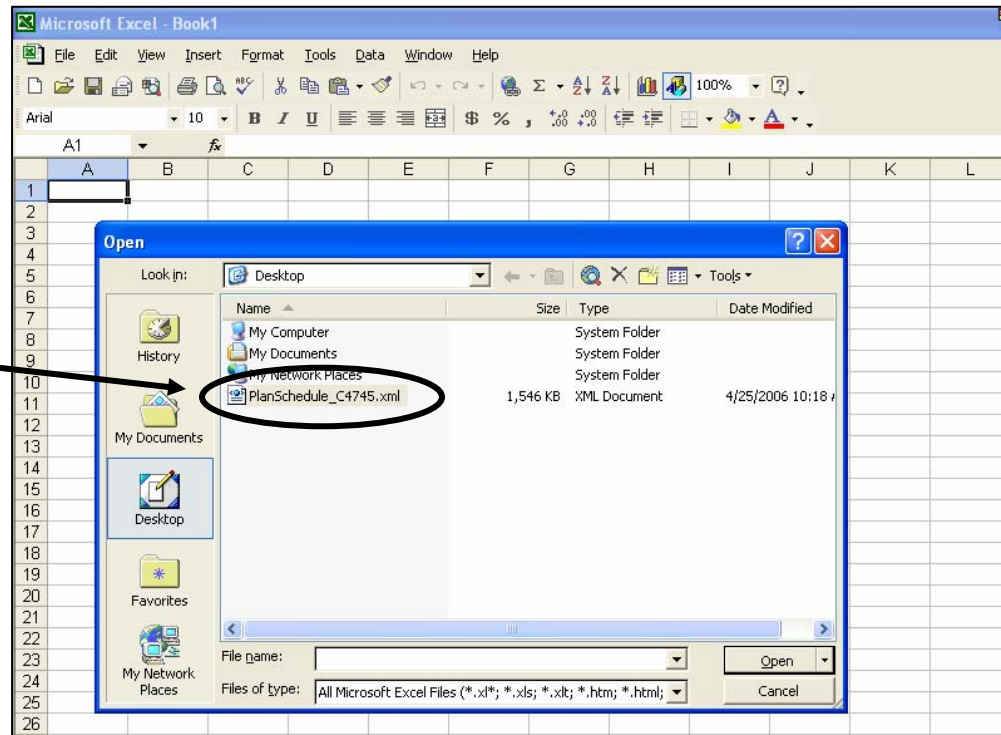 Microsoft Excel - Book1
File Edit View Insert Format Tools Data Window Help
100%
Arial 10 B I U $ % ,
A1 fx
A B C D E F G H I J K L
1
2
3
4
5
6
7
8
9
10
11
12
13
14
15
16
17
18
19
20
21
22
23
24
25
26
Open
Look in: Desktop Tools
Name Size Type Date Modified
My Computer System Folder
My Documents System Folder
My Network Places System Folder
PlanSchedule_C4745.xml 1,546 KB XML Document 4/25/2006 10:18
History
My Documents
Desktop
Favorites
My Network
Places
File name: Open
Files of type: All Microsoft Excel Files (*.xl*; *.xls; *.xlt; *.htm; *.html; Cancel